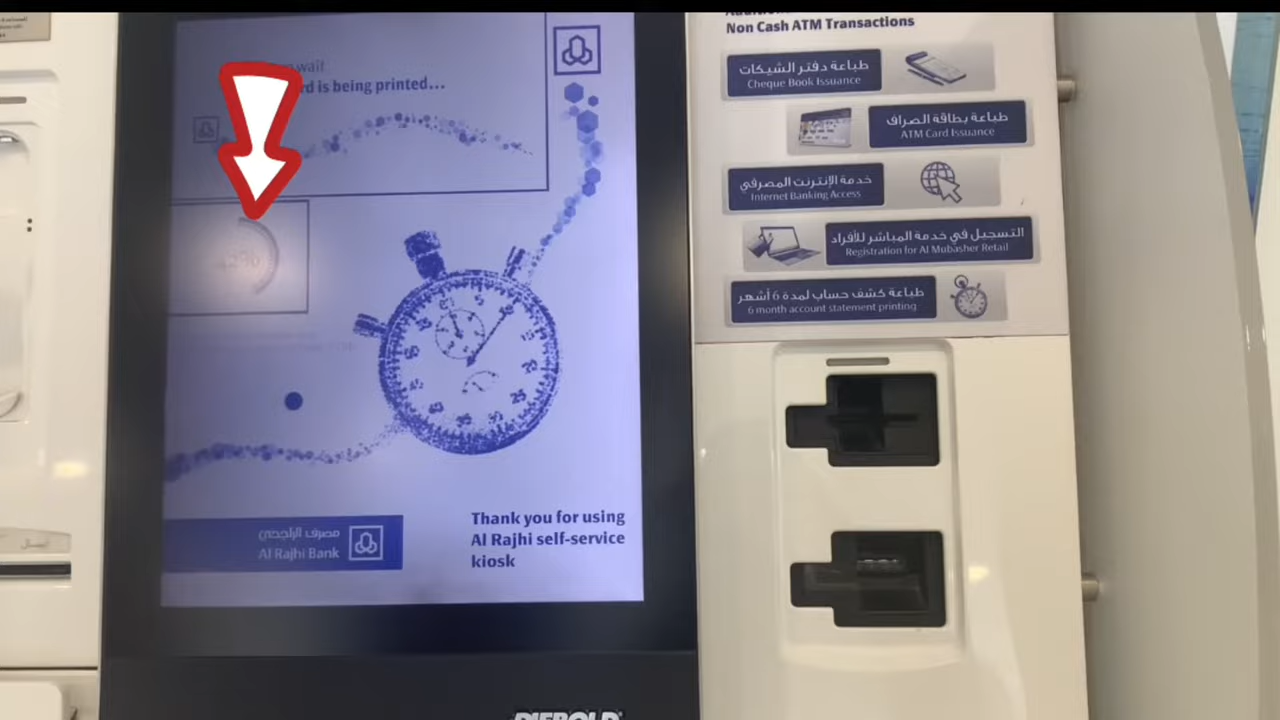 Non Cash ATM Transactions
wait
is being printed...
طباعة دفتر الشيكات
Cheque Book Issuance
طباعة بطاقة الصراف
ATM Card Issuance
خدمة الإنترنت المصرفي
Internet Banking Access
التسجيل في خدمة المباشر للأفراد
Registration for Al Mubasher Retail
طباعة كشف حساب لمدة 6 أشهر
6 month account statement printing
مصرف الراجحي
Al Rajhi Bank
Thank you for using
Al Rajhi self-service
kiosk
DIEBOLD